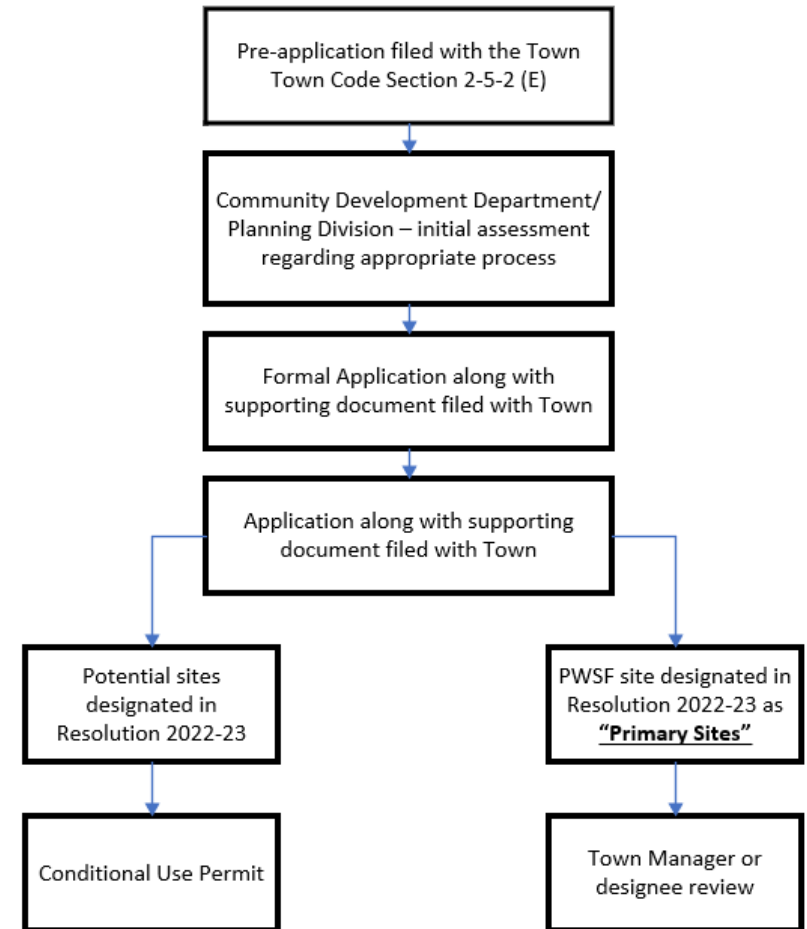 Pre-application filed with the Town
Town Code Section 2-5-2 (E)
Community Development Department/
Planning Division – initial assessment
regarding appropriate process
Formal Application along with
supporting document filed with Town
Application along with supporting
document filed with Town
Potential sites
designated in
Resolution 2022-23
PWSF site designated in
Resolution 2022-23 as
“Primary Sites”
Conditional Use Permit
Town Manager or
designee review